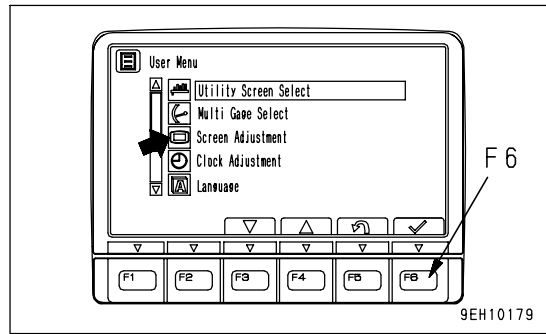 User Menu
Utility Screen Select
Multi Gage Select
Screen Adjustment
Clock Adjustment
A Language
F6
F1 F2 F3 F4 F5 F6
9EH10179